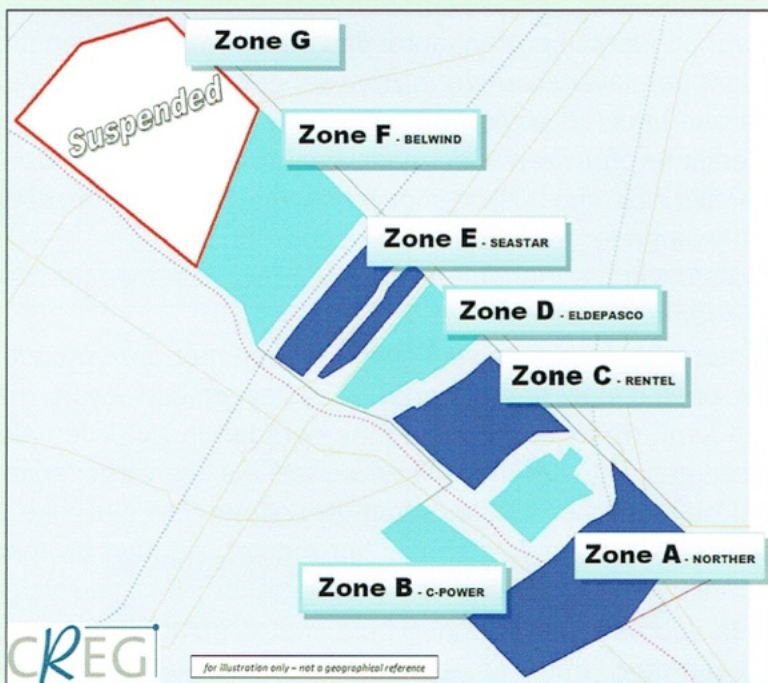 Zone G
Suspended
Zone F - BELWIND
Zone E - SEASTAR
Zone D - ELDEPASCO
Zone C - RENTEL
Zone A - NORTHER
Zone B - C-POWER
CREG
for illustration only – not a geographical reference